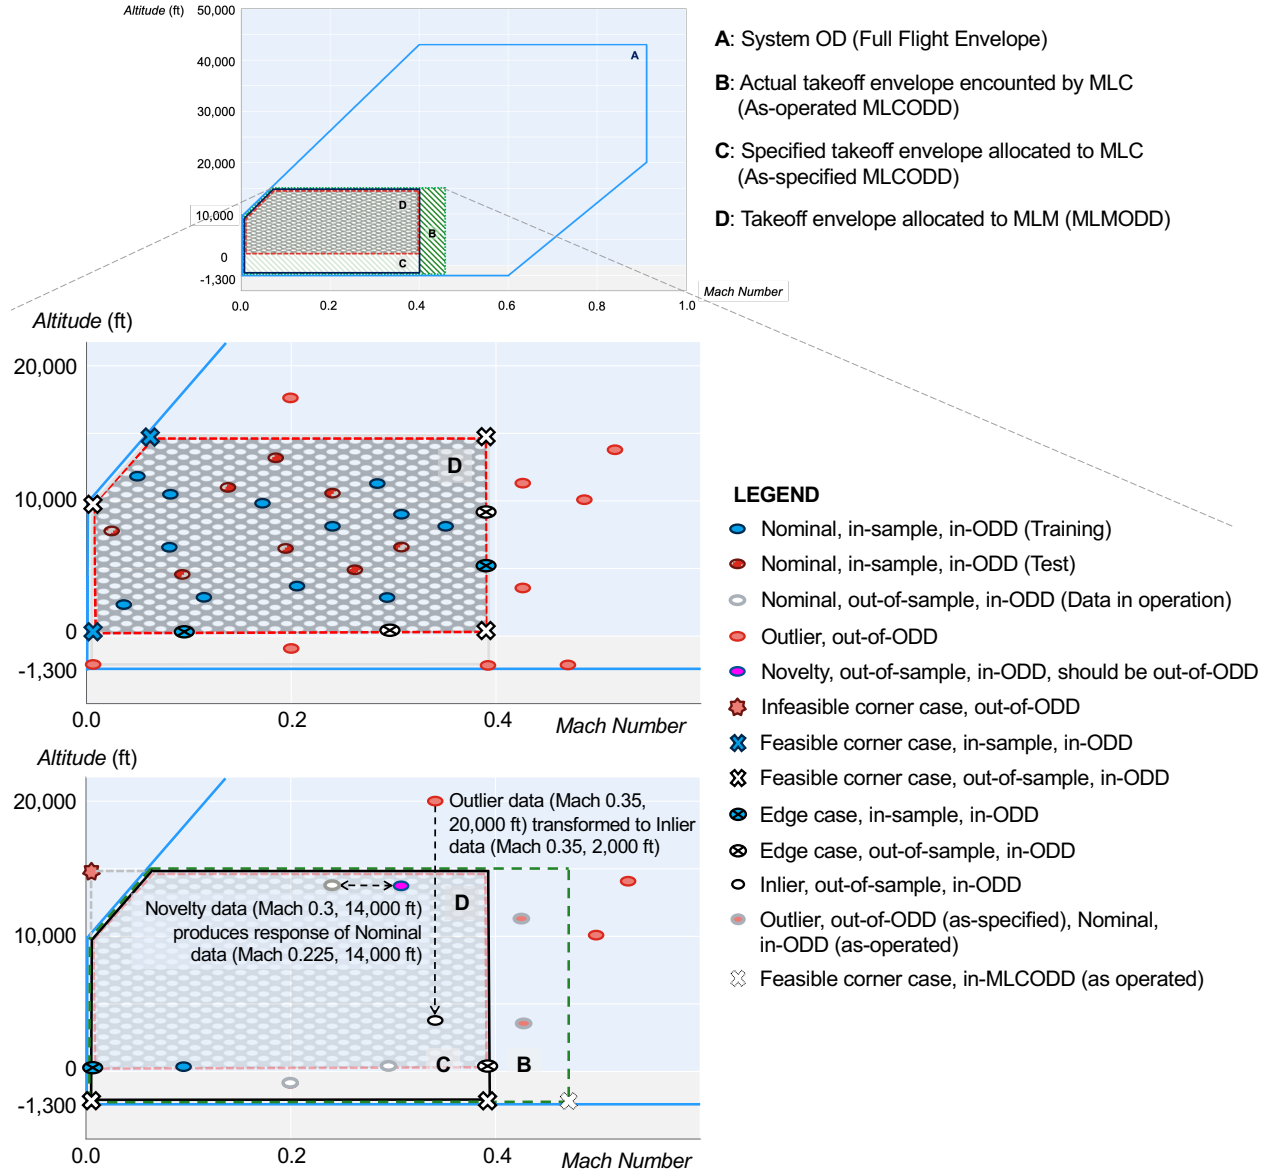 Altitude (ft)
50,000
40,000
30,000
20,000
10,000
0
-1,300
A
D
B
C
0.0
0.2
0.4
0.6
0.8
1.0
Mach Number
A: System OD (Full Flight Envelope)
B: Actual takeoff envelope encounted by MLC
(As-operated MLCODD)
C: Specified takeoff envelope allocated to MLC
(As-specified MLCODD)
D: Takeoff envelope allocated to MLM (MLMODD)
Altitude (ft)
20,000
10,000
0
-1,300
D
0.0
0.2
0.4
Mach Number
LEGEND
Nominal, in-sample, in-ODD (Training)
Nominal, in-sample, in-ODD (Test)
Nominal, out-of-sample, in-ODD (Data in operation)
Outlier, out-of-ODD
Novelty, out-of-sample, in-ODD, should be out-of-ODD
Infeasible corner case, out-of-ODD
Feasible corner case, in-sample, in-ODD
Feasible corner case, out-of-sample, in-ODD
Edge case, in-sample, in-ODD
Edge case, out-of-sample, in-ODD
Inlier, out-of-sample, in-ODD
Outlier, out-of-ODD (as-specified), Nominal,
in-ODD (as-operated)
Feasible corner case, in-MLCODD (as operated)
Altitude (ft)
20,000
10,000
0
-1,300
Outlier data (Mach 0.35,
20,000 ft) transformed to Inlier
data (Mach 0.35, 2,000 ft)
Novelty data (Mach 0.3, 14,000 ft)
produces response of Nominal
data (Mach 0.225, 14,000 ft)
D
C
B
0.0
0.2
0.4
Mach Number